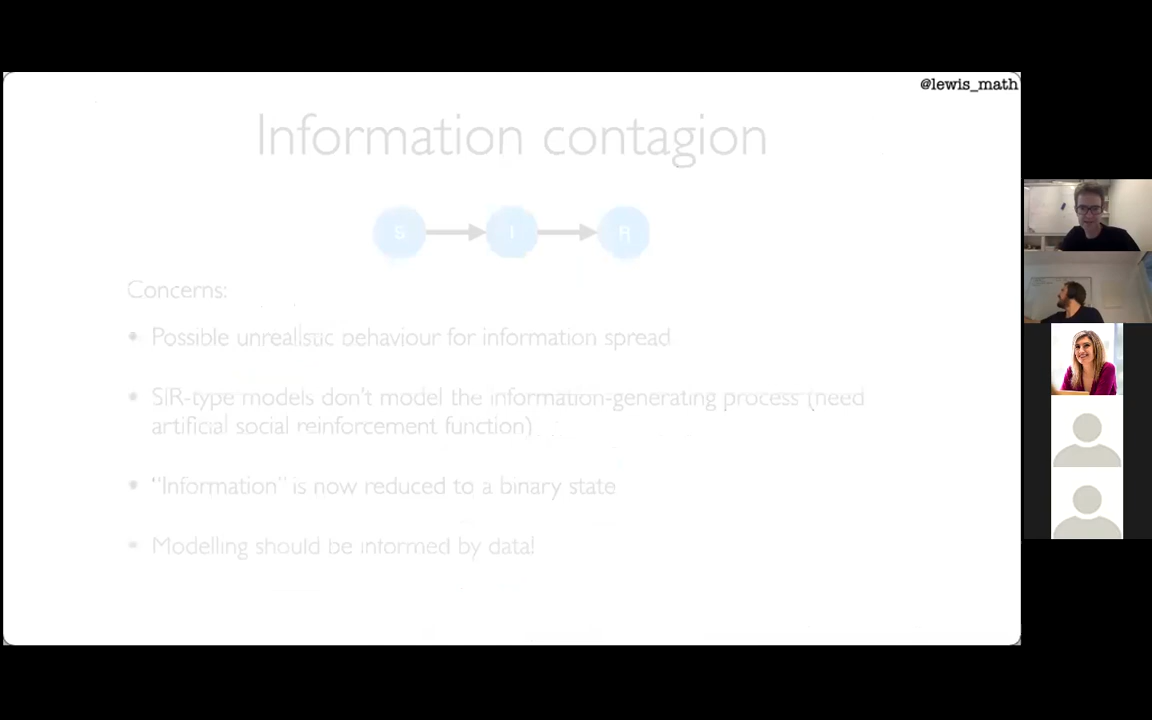 @lewis_math
Information contagion
S I R
Concerns:
• Possible unrealistic behaviour for information spread
• SIR-type models don't model the information-generating process (need
artificial social reinforcement function)
• "Information" is now reduced to a binary state
• Modelling should be informed by data!